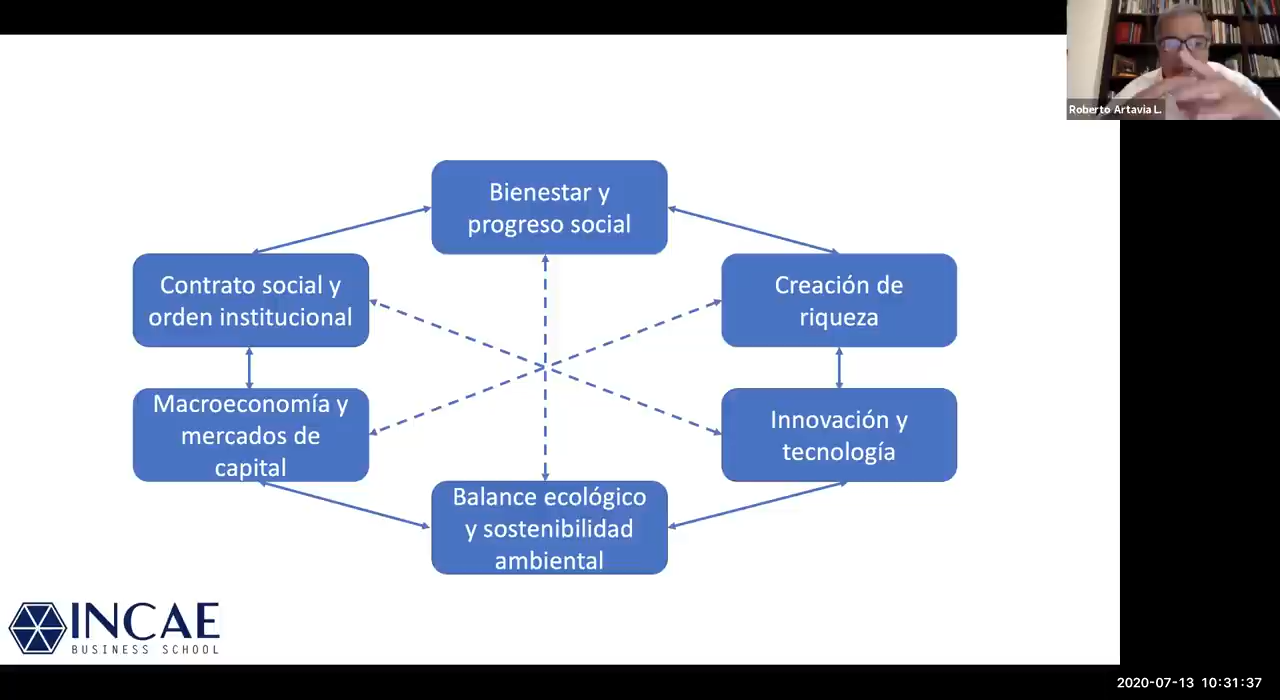 Roberto Artavia L.
Bienestar y
progreso social
Contrato social y
orden institucional
Creación de
riqueza
Macroeconomía y
mercados de
capital
Innovación y
tecnología
Balance ecológico
y sostenibilidad
ambiental
INCAE
BUSINESS SCHOOL
2020-07-13 10:31:37